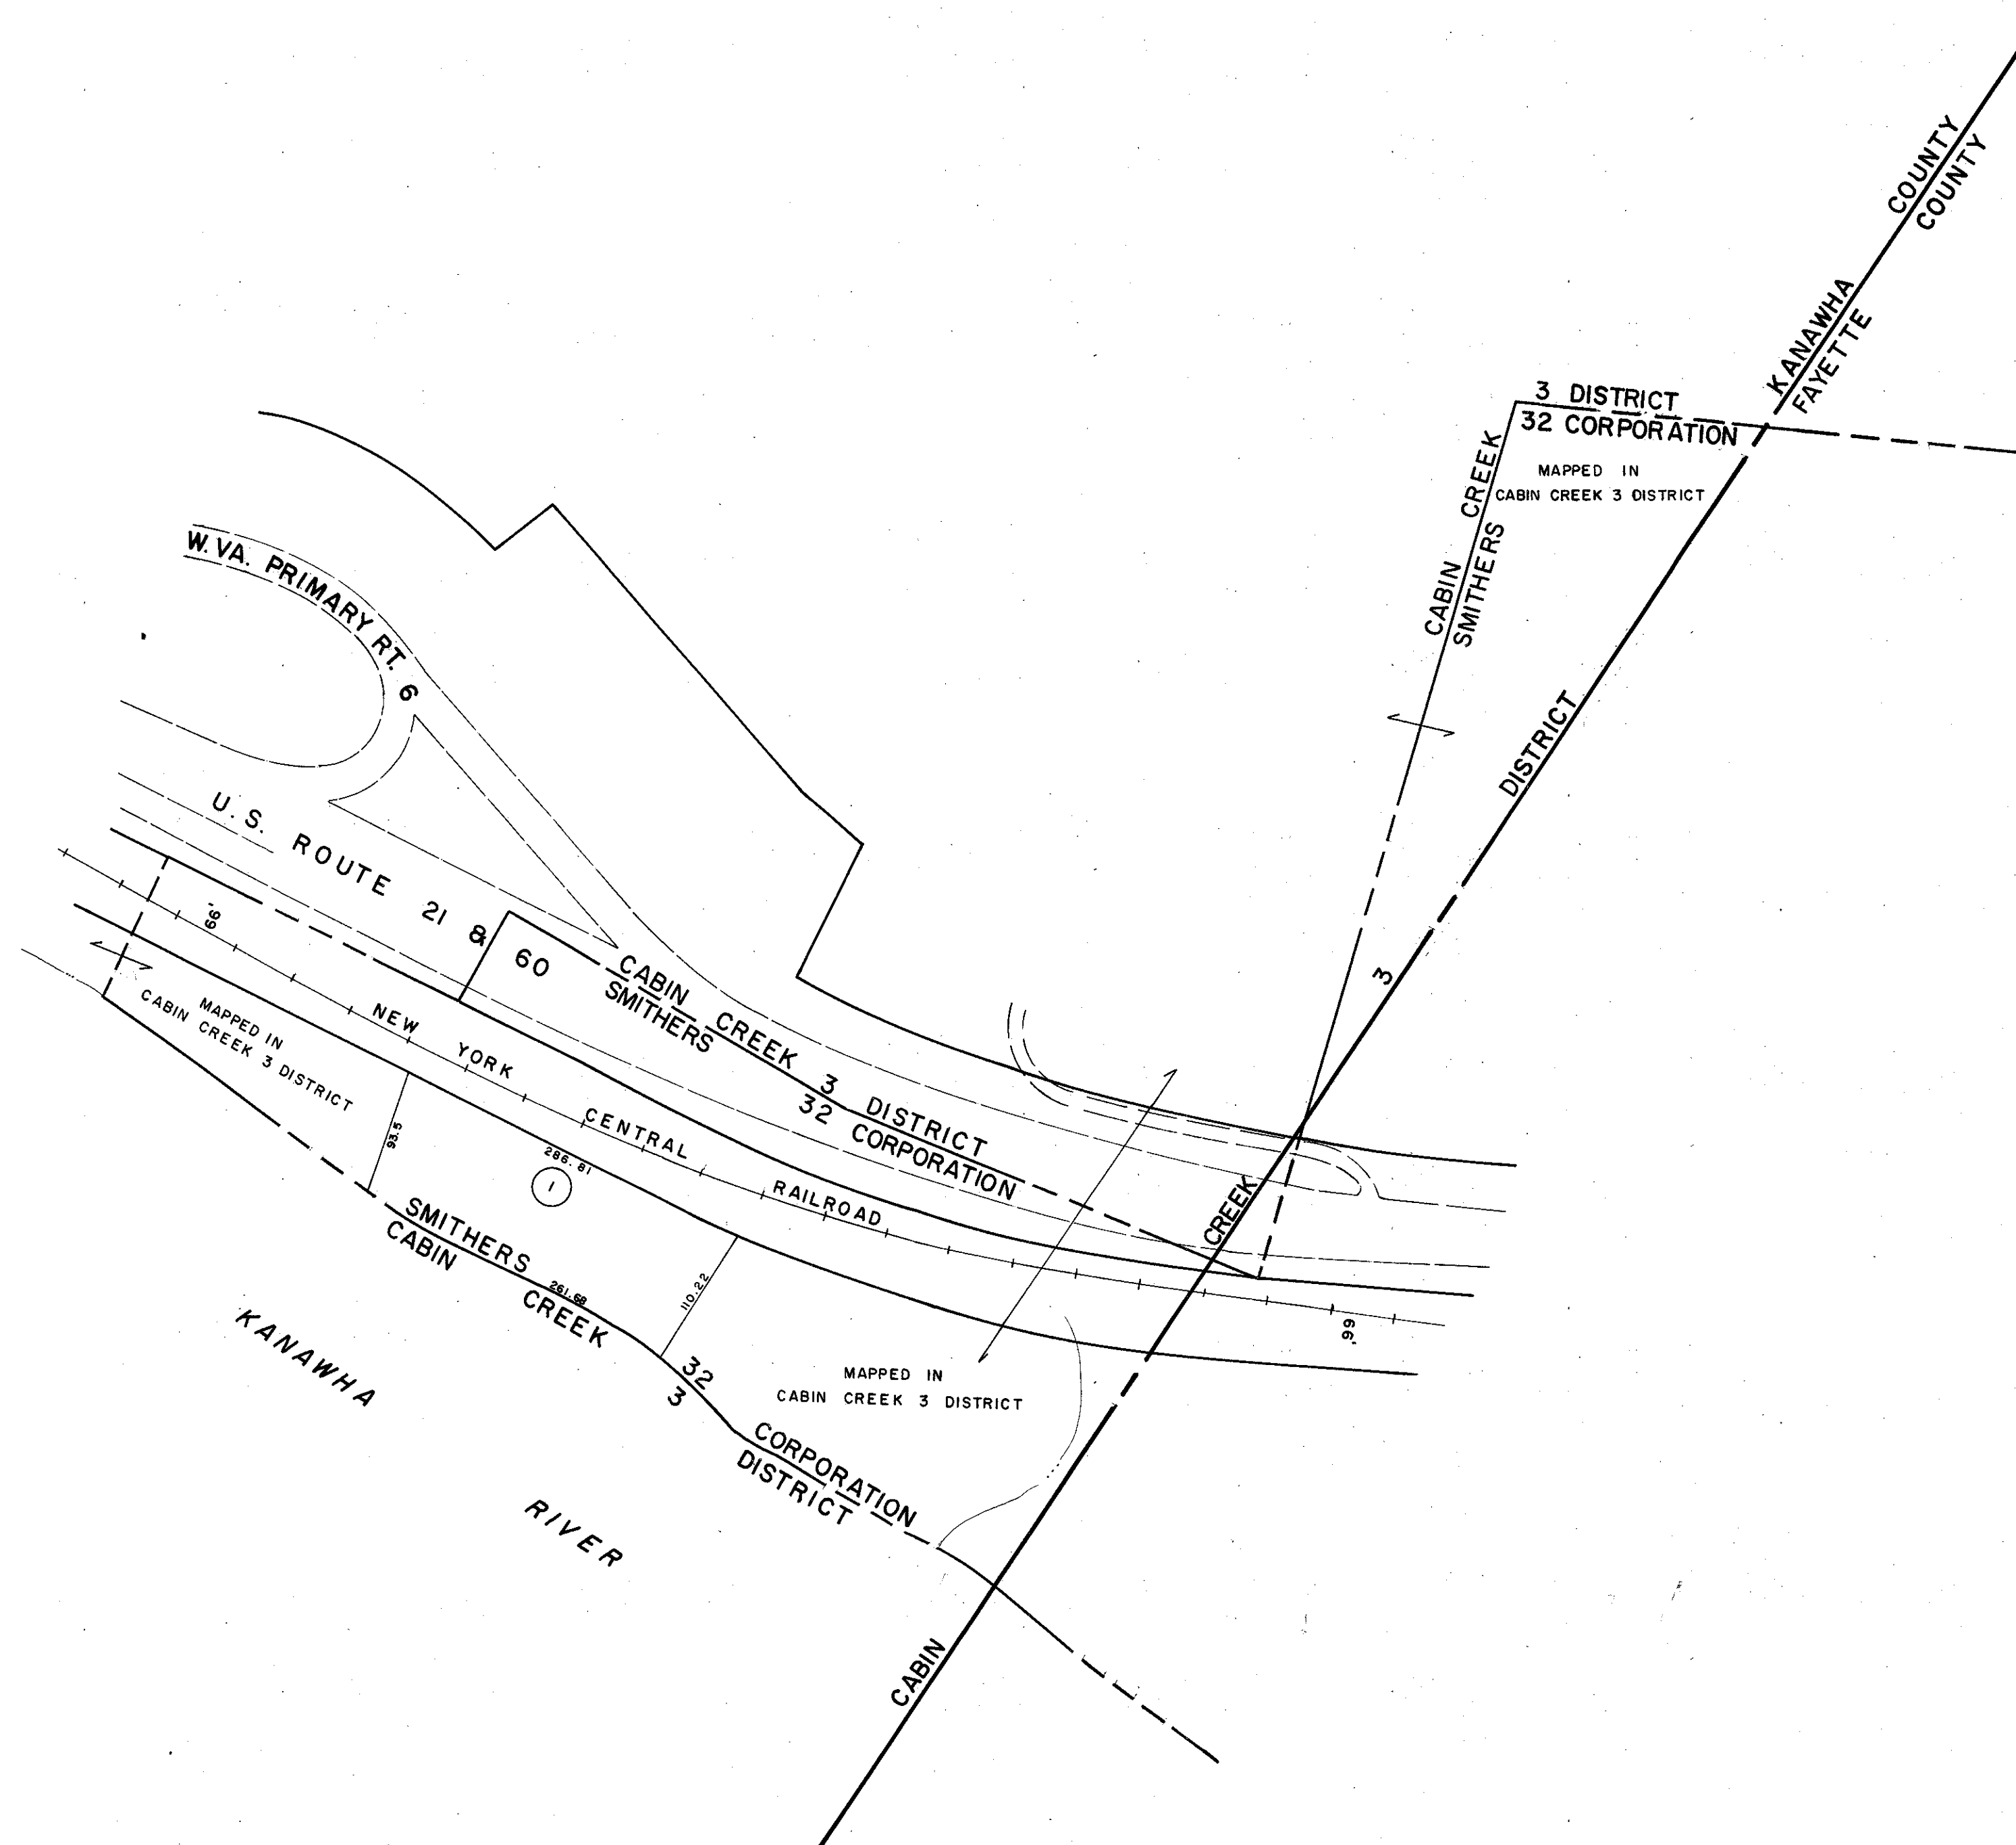 KANAWHA COUNTY
FAYETTE COUNTY
3 DISTRICT
32 CORPORATION
MAPPED IN
CABIN CREEK 3 DISTRICT
CABIN CREEK
SMITHERS
W. VA. PRIMARY RT. 6
U.S. ROUTE 21 & 60
CABIN CREEK 3 DISTRICT
SMITHERS 32 CORPORATION
CABIN CREEK 3 DISTRICT
66'
NEW YORK CENTRAL RAILROAD
66'
MAPPED IN
CABIN CREEK 3 DISTRICT
93.5
286.81
1
110.22
261.68
SMITHERS 32 CORPORATION
CABIN CREEK 3 DISTRICT
MAPPED IN
CABIN CREEK 3 DISTRICT
KANAWHA RIVER